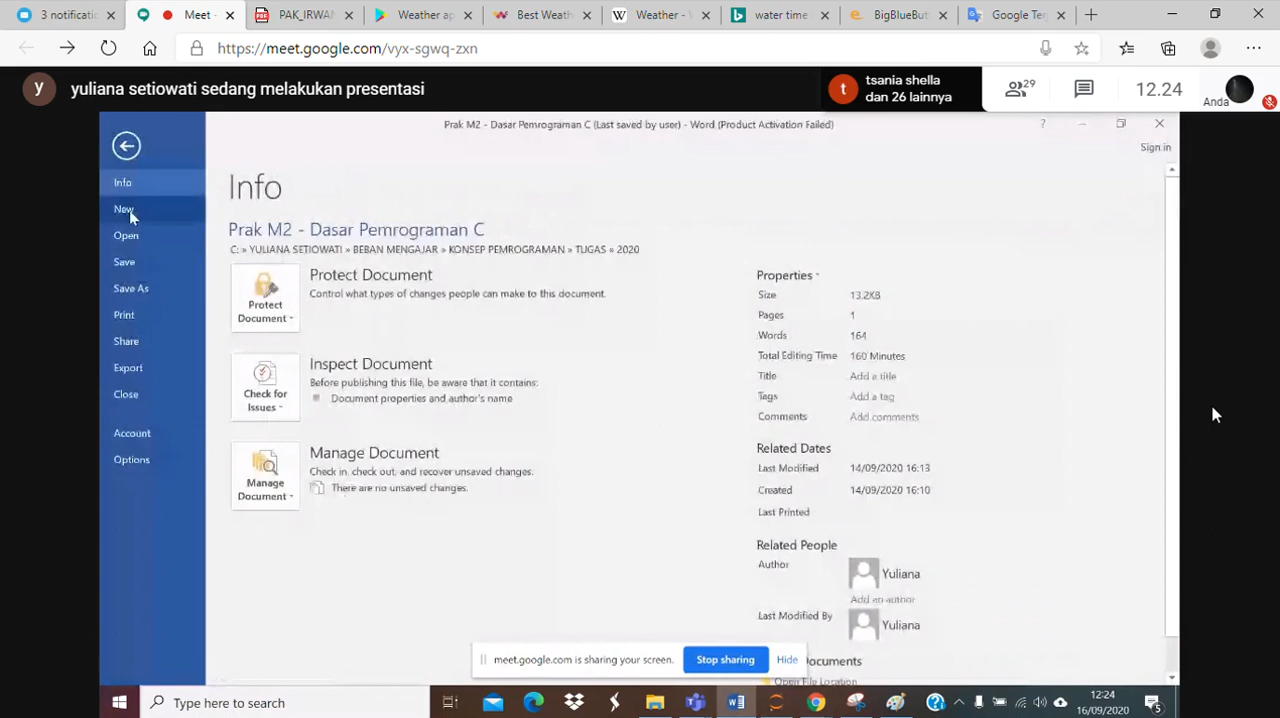 3 notificati
Meet -
PAK_IRWAN
Weather ap
Best Weath
Weather - W
water time
BigBlueButt
Google Ter
https://meet.google.com/vyx-sgwq-zxn
y
yuliana setiowati sedang melakukan presentasi
t
tsania shella
dan 26 lainnya
29
12.24
Anda
Prak M2 - Dasar Pemrograman C (Last saved by user) - Word (Product Activation Failed)
?
Sign in
Info
New
Open
Save
Save As
Print
Share
Export
Close
Account
Options
Info
Prak M2 - Dasar Pemrograman C
C: » YULIANA SETIOWATI » BEBAN MENGAJAR » KONSEP PEMROGRAMAN » TUGAS » 2020
Protect
Document
Protect Document
Control what types of changes people can make to this document.
Check for
Issues
Inspect Document
Before publishing this file, be aware that it contains:
Document properties and author's name
Manage
Document
Manage Document
Check in, check out, and recover unsaved changes.
There are no unsaved changes.
Properties
Size 13.2KB
Pages 1
Words 164
Total Editing Time 160 Minutes
Title Add a title
Tags Add a tag
Comments Add comments
Related Dates
Last Modified 14/09/2020 16:13
Created 14/09/2020 16:10
Last Printed
Related People
Author Yuliana
Add an author
Last Modified By Yuliana
Documents
Open File Location
meet.google.com is sharing your screen.
Stop sharing
Hide
Type here to search
12:24
16/09/2020
5